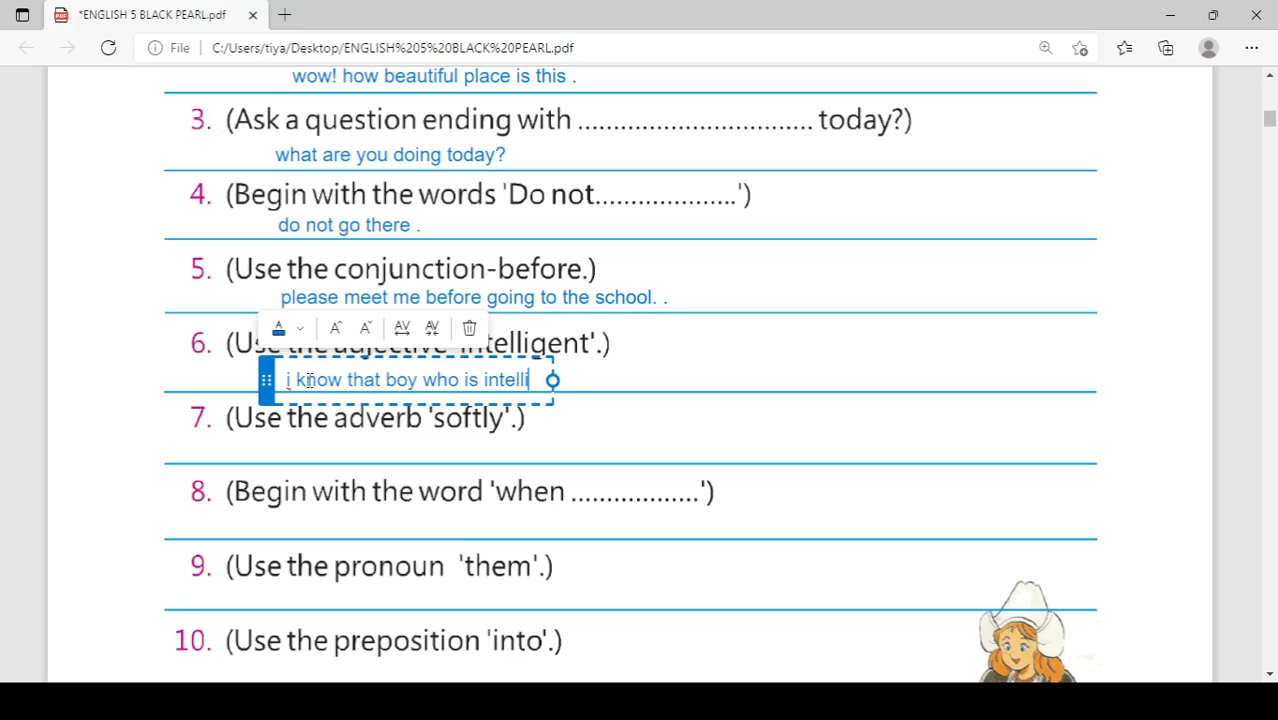 *ENGLISH 5 BLACK PEARL.pdf
File C:/Users/tiya/Desktop/ENGLISH%205%20BLACK%20PEARL.pdf
wow! how beautiful place is this .
3. (Ask a question ending with ................................ today?)
what are you doing today?
4. (Begin with the words 'Do not....................')
do not go there .
5. (Use the conjunction-before.)
please meet me before going to the school. .
6. (Use the adjective 'intelligent'.)
i know that boy who is intelli
7. (Use the adverb 'softly'.)
8. (Begin with the word 'when ..................')
9. (Use the pronoun 'them'.)
10. (Use the preposition 'into'.)